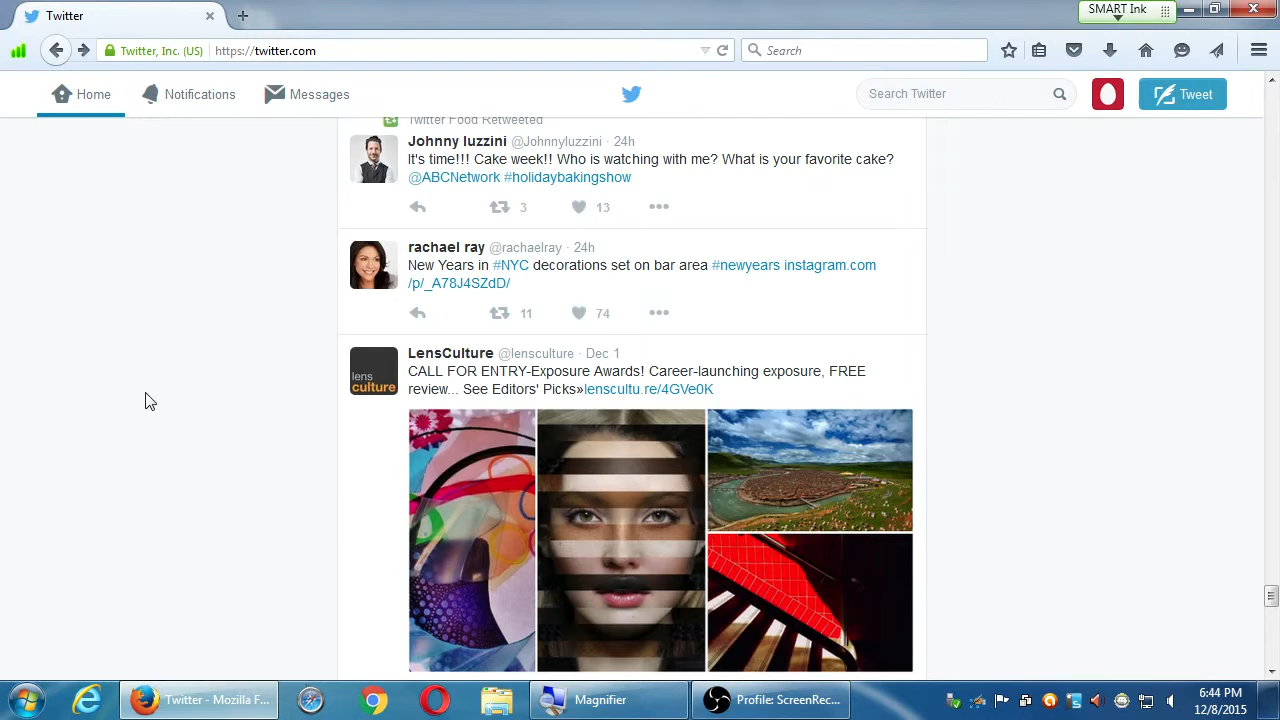 Twitter
SMART Ink
Twitter, Inc. (US)
https://twitter.com
Search
Home
Notifications
Messages
Search Twitter
Tweet
Twitter Food Retweeted
Johnny Iuzzini @JohnnyIuzzini · 24h
It's time!!! Cake week!! Who is watching with me? What is your favorite cake?
@ABCNetwork #holidaybakingshow
3
13
rachael ray @rachaelray · 24h
New Years in #NYC decorations set on bar area #newyears instagram.com
/p/_A78J4SZdD/
11
74
LensCulture @lensculture · Dec 1
CALL FOR ENTRY-Exposure Awards! Career-launching exposure, FREE
review... See Editors' Picks»lenscultu.re/4GVe0K
lens
culture
Twitter - Mozilla F...
Magnifier
Profile: ScreenRec...
6:44 PM
12/8/2015